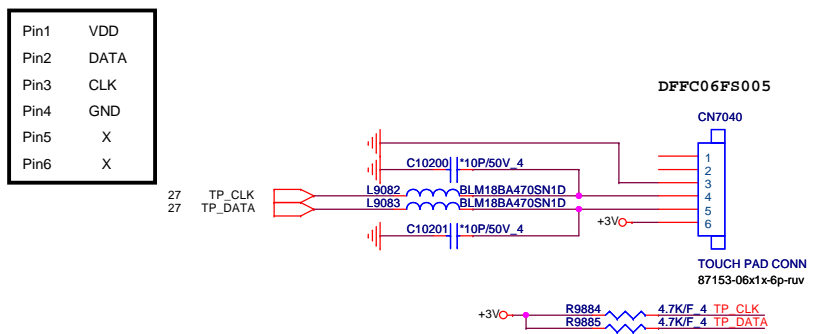 Pin1 VDD
Pin2 DATA
Pin3 CLK
Pin4 GND
Pin5 X
Pin6 X
DFFC06FS005
CN7040
C10200 *10P/50V_4
1
2
3
4
5
6
27 TP_CLK L9082 BLM18BA470SN1D
27 TP_DATA L9083 BLM18BA470SN1D
+3V
C10201 *10P/50V_4
TOUCH PAD CONN
87153-06x1x-6p-ruv
+3V R9884 4.7K/F_4 TP_CLK
R9885 4.7K/F_4 TP_DATA